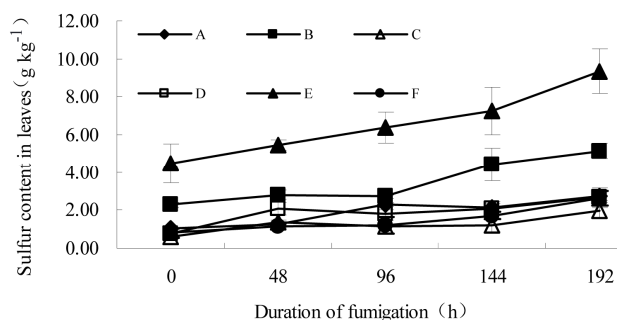 A B C
D E F
12.00
10.00
8.00
6.00
4.00
2.00
0.00
0 48 96 144 192
Sulfur content in leaves（g kg-1）
Duration of fumigation（h）